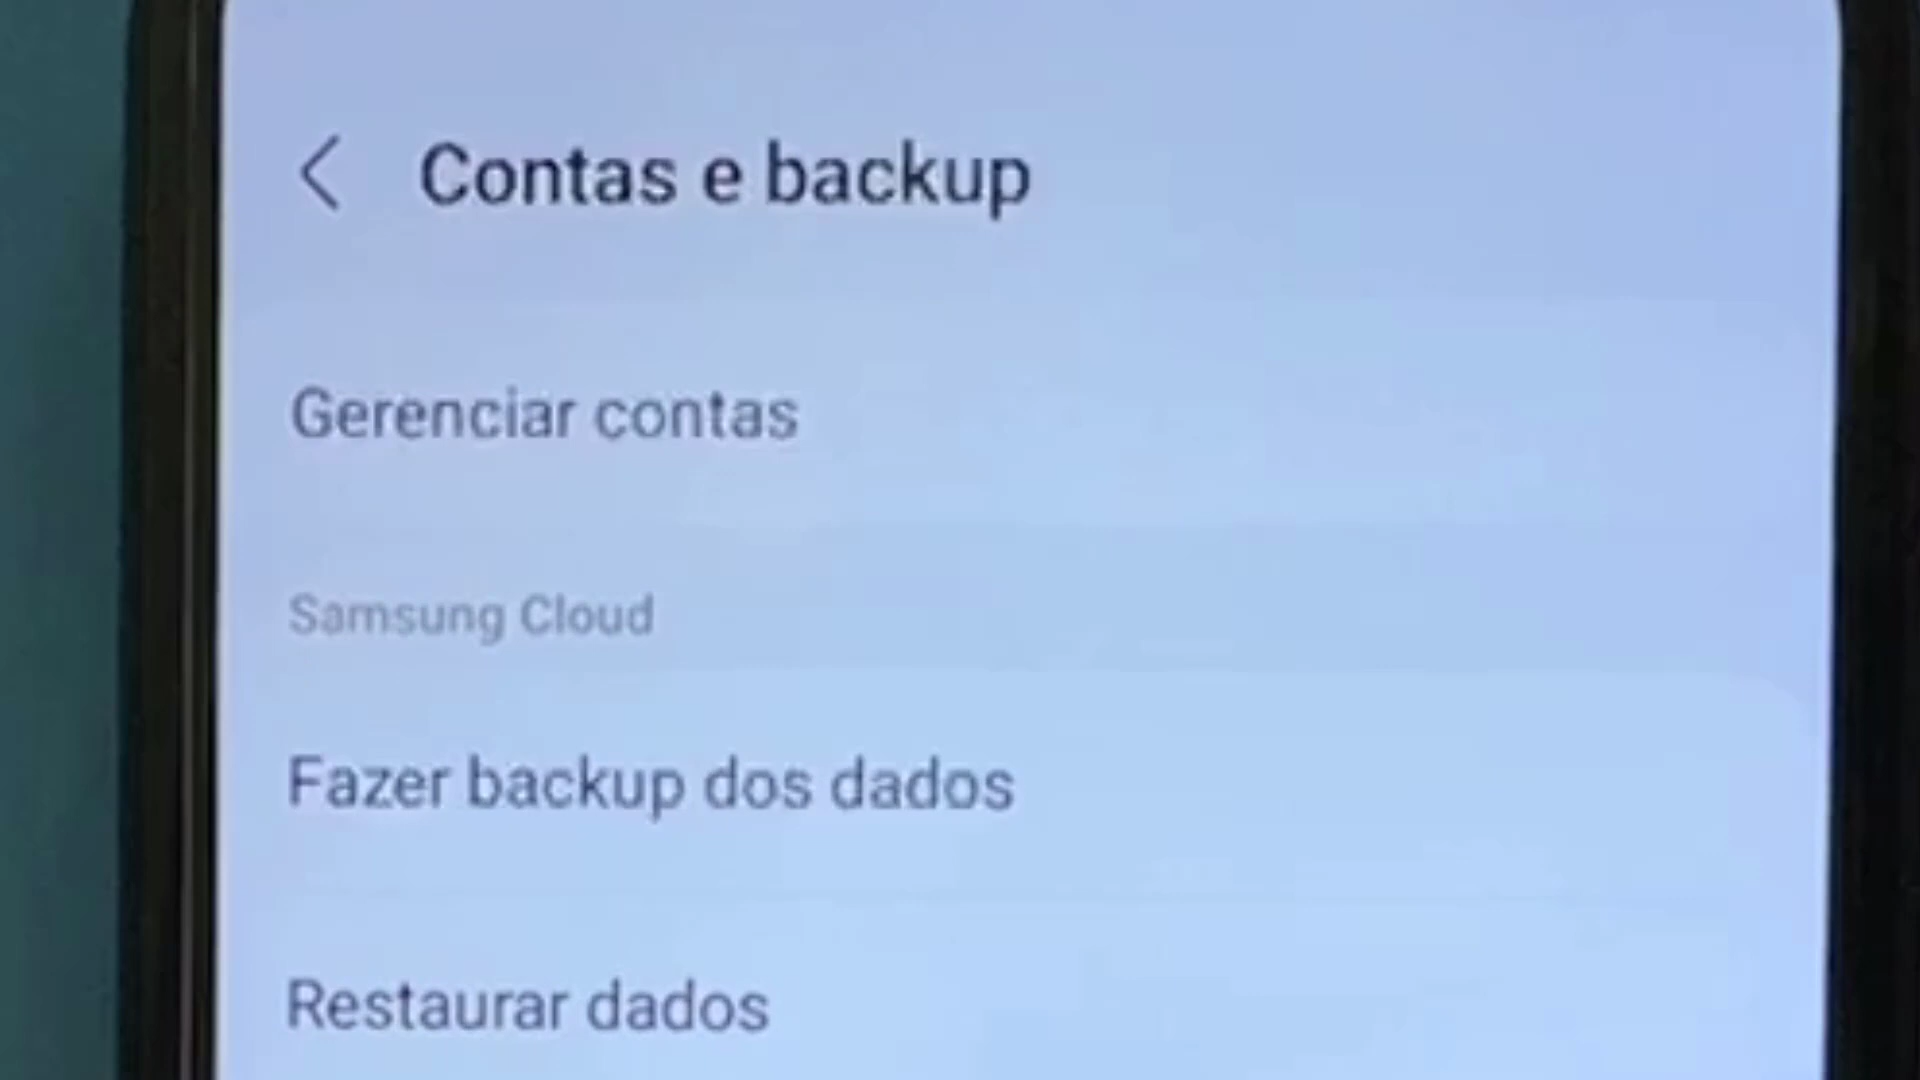 Contas e backup
Gerenciar contas
Samsung Cloud
Fazer backup dos dados
Restaurar dados